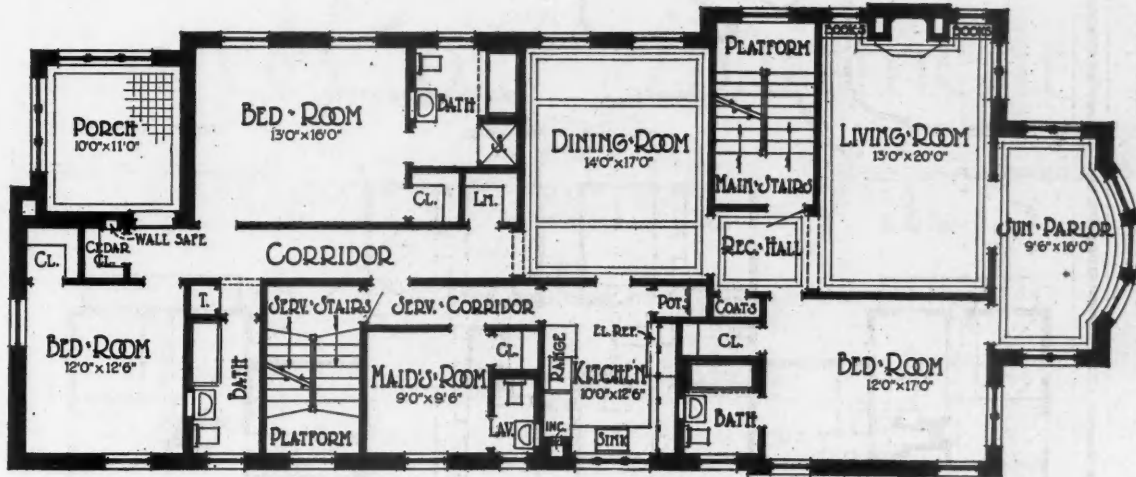 PLATFORM
BOOKS
BED ROOM
13'0"×16'0"
PORCH
10'0"×11'0"
BATH
DINING ROOM
14'0"×17'0"
LIVING ROOM
13'0"×20'0"
MAIN STAIRS
CL.
LN.
SUN PARLOR
9'6"×16'0"
WALL SAFE
CEDAR
CL.
CL.
CORRIDOR
REC. HALL
T.
SERV. STAIRS
SERV. CORRIDOR
POTS
COATS
EL. REF.
BED ROOM
12'0"×12'6"
BATH
MAID'S ROOM
9'0"×9'6"
CL.
RANGE
KITCHEN
10'0"×12'6"
CL.
BED ROOM
12'0"×17'0"
PLATFORM
LAV.
INC.
SINK
BATH